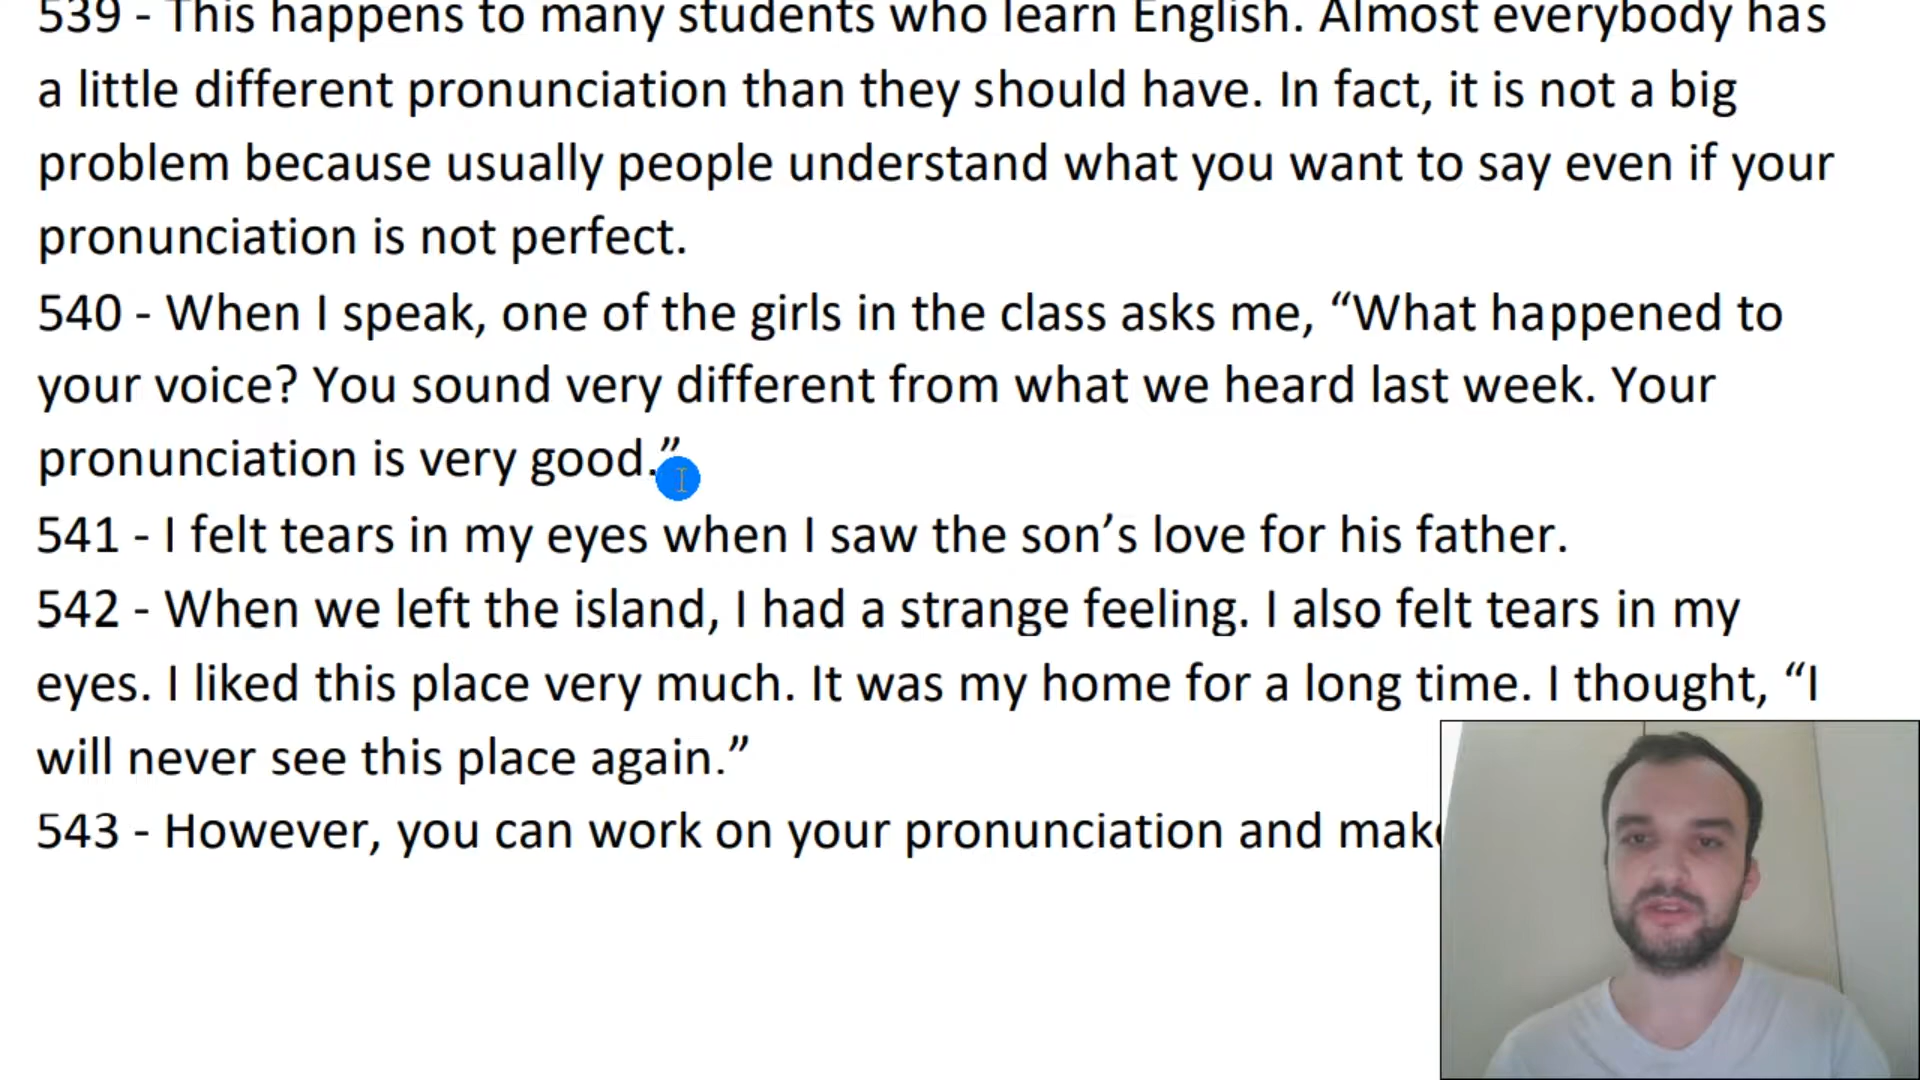 539 - This happens to many students who learn English. Almost everybody has
a little different pronunciation than they should have. In fact, it is not a big
problem because usually people understand what you want to say even if your
pronunciation is not perfect.
540 - When I speak, one of the girls in the class asks me, “What happened to
your voice? You sound very different from what we heard last week. Your
pronunciation is very good.”
541 - I felt tears in my eyes when I saw the son’s love for his father.
542 - When we left the island, I had a strange feeling. I also felt tears in my
eyes. I liked this place very much. It was my home for a long time. I thought, “I
will never see this place again.”
543 - However, you can work on your pronunciation and